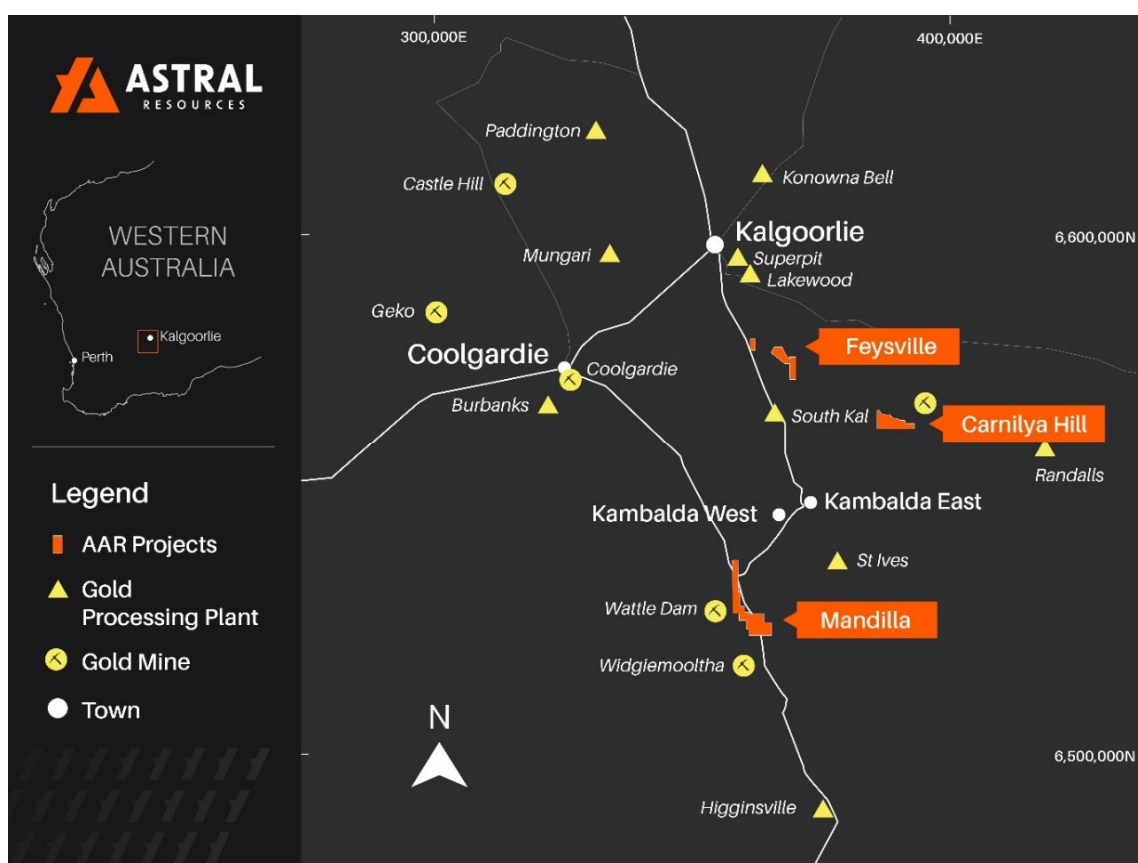 ASTRAL
RESOURCES
WESTERN
AUSTRALIA
Kalgoorlie
Perth
Legend
AAR Projects
Gold
Processing Plant
Gold Mine
Town
300,000E
400,000E
Paddington
Castle Hill
Konowna Bell
Kalgoorlie
6,600,000N
Mungari
Superpit
Lakewood
Geko
Feysville
Coolgardie
Coolgardie
Burbanks
South Kal
Carnilya Hill
Randalls
Kambalda West
Kambalda East
St Ives
Wattle Dam
Mandilla
Widgiemooltha
N
6,500,000N
Higginsville